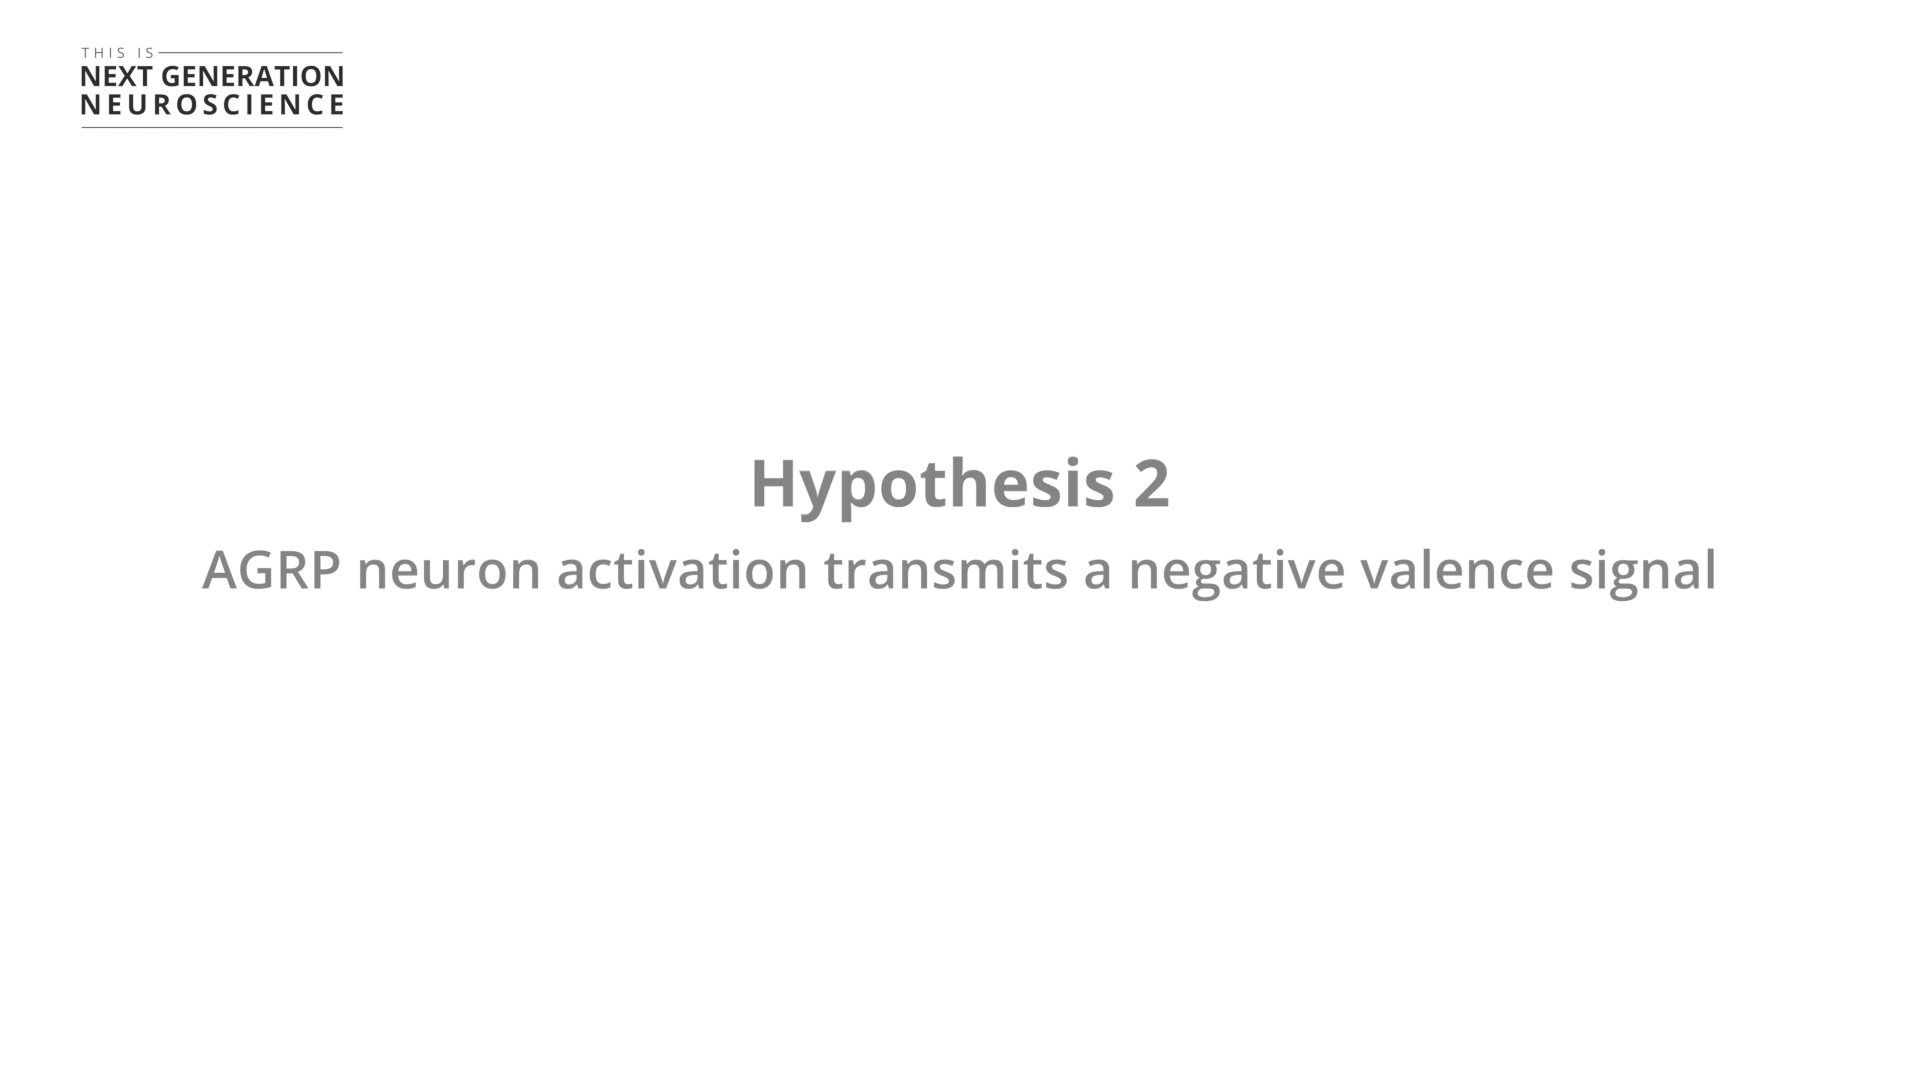 THIS IS
NEXT GENERATION
NEUROSCIENCE
Hypothesis 2
AGRP neuron activation transmits a negative valence signal